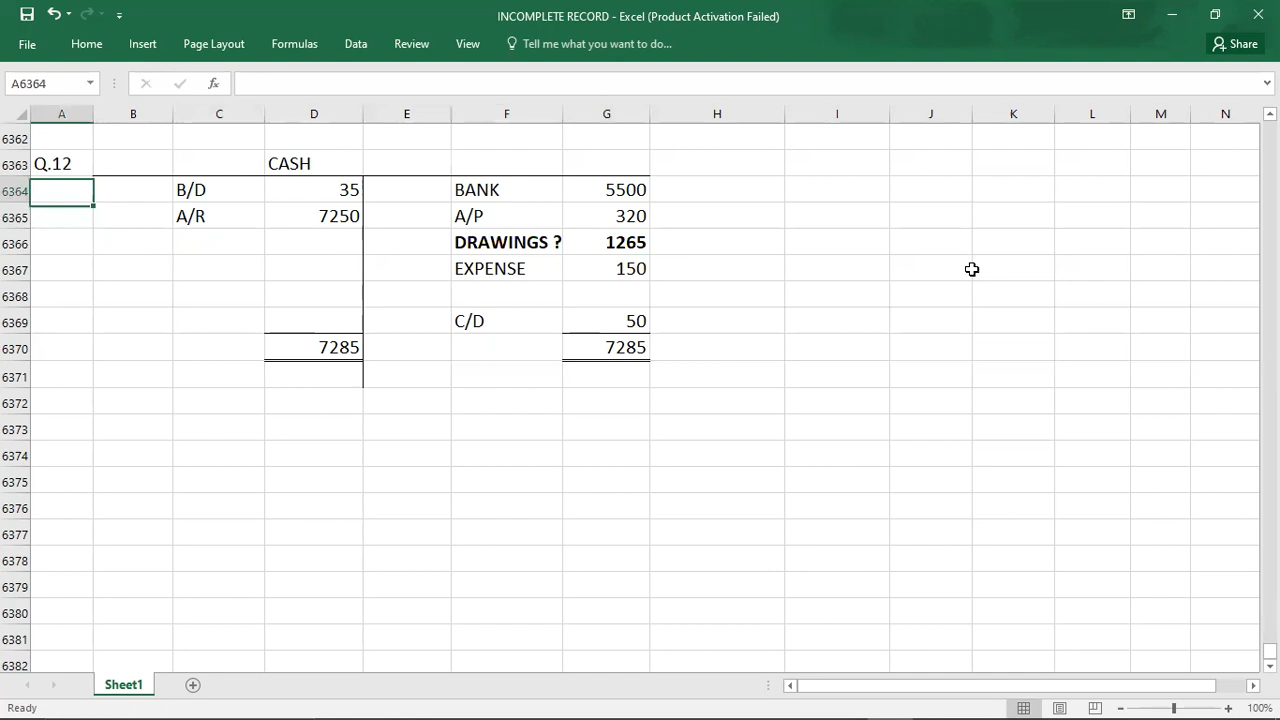 INCOMPLETE RECORD - Excel (Product Activation Failed)
File Home Insert Page Layout Formulas Data Review View Tell me what you want to do... Share
A6364 fx
A B C D E F G H I J K L M N
6362
6363 Q.12 CASH
6364 B/D 35 BANK 5500
6365 A/R 7250 A/P 320
6366 DRAWINGS ? 1265
6367 EXPENSE 150
6368
6369 C/D 50
6370 7285 7285
6371
6372
6373
6374
6375
6376
6377
6378
6379
6380
6381
6382
Sheet1
Ready 100%